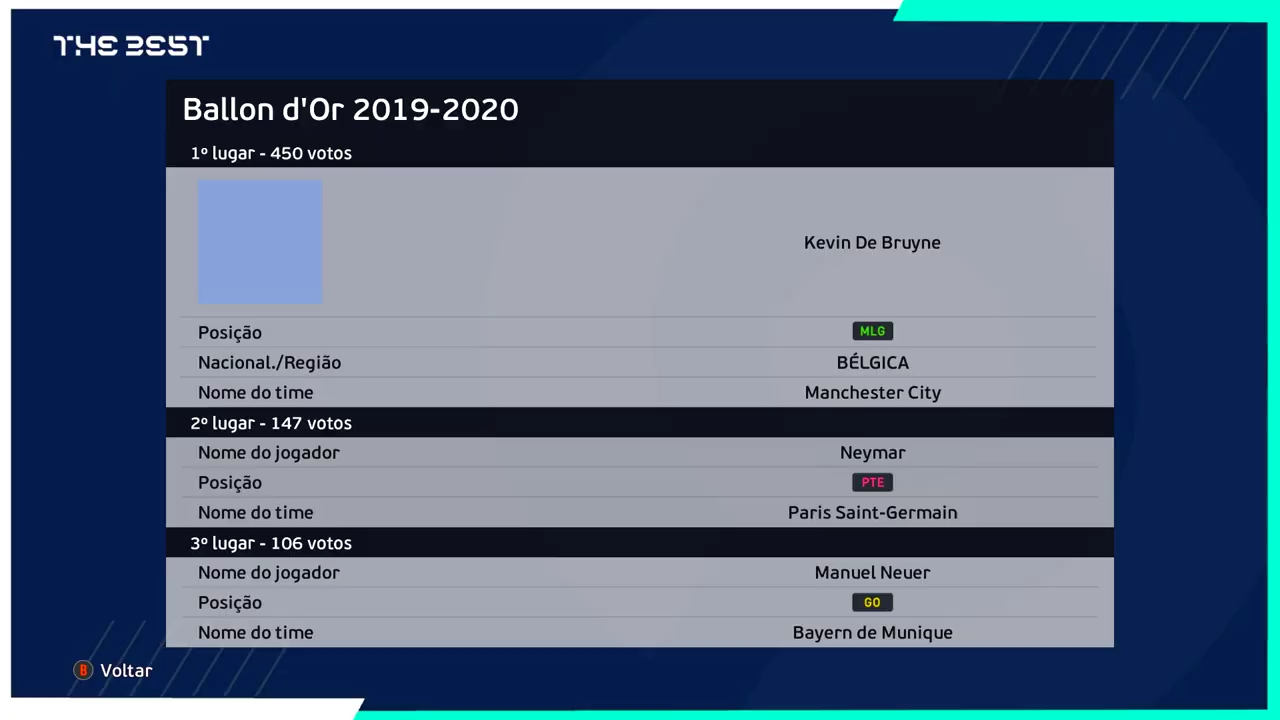 THE BEST
Ballon d'Or 2019-2020
1º lugar - 450 votos
Kevin De Bruyne
Posição MLG
Nacional./Região BÉLGICA
Nome do time Manchester City
2º lugar - 147 votos
Nome do jogador Neymar
Posição PTE
Nome do time Paris Saint-Germain
3º lugar - 106 votos
Nome do jogador Manuel Neuer
Posição GO
Nome do time Bayern de Munique
B Voltar